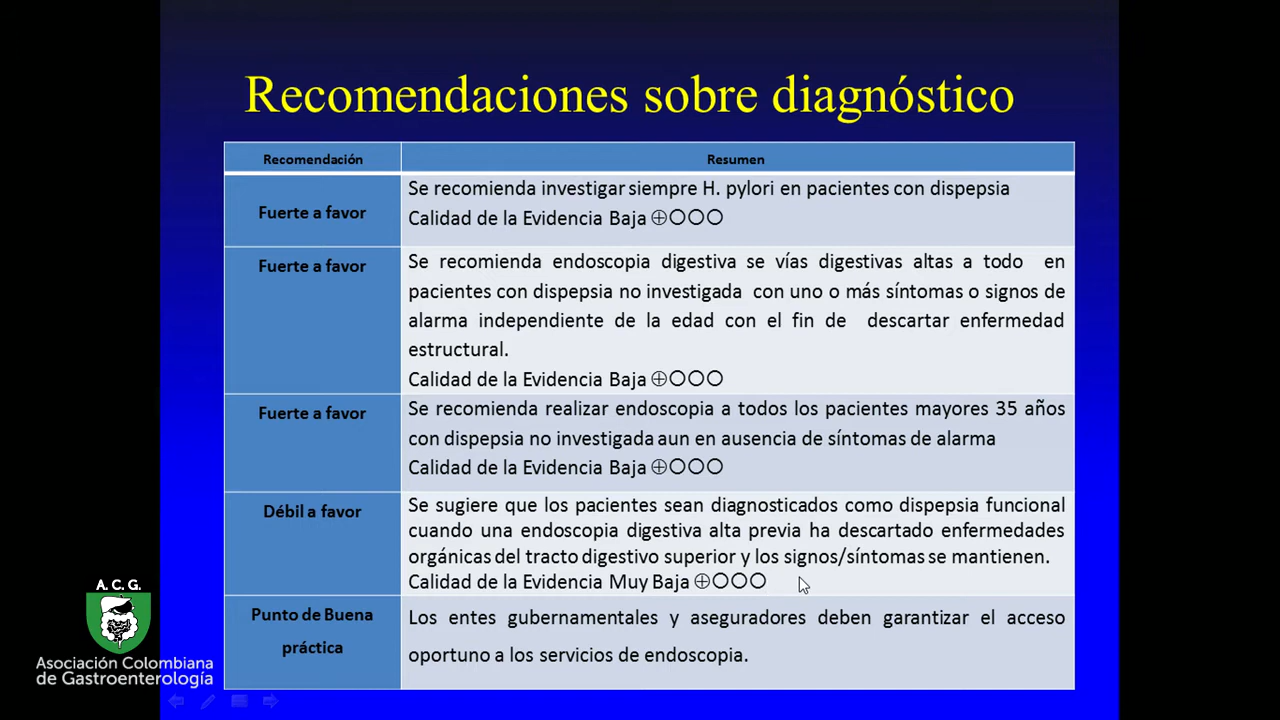 Recomendaciones sobre diagnóstico
Recomendación
Resumen
Fuerte a favor
Se recomienda investigar siempre H. pylori en pacientes con dispepsia
Calidad de la Evidencia Baja ⊕〇〇〇
Fuerte a favor
Se recomienda endoscopia digestiva se vías digestivas altas a todo en
pacientes con dispepsia no investigada con uno o más síntomas o signos de
alarma independiente de la edad con el fin de descartar enfermedad
estructural.
Calidad de la Evidencia Baja ⊕〇〇〇
Fuerte a favor
Se recomienda realizar endoscopia a todos los pacientes mayores 35 años
con dispepsia no investigada aun en ausencia de síntomas de alarma
Calidad de la Evidencia Baja ⊕〇〇〇
Débil a favor
Se sugiere que los pacientes sean diagnosticados como dispepsia funcional
cuando una endoscopia digestiva alta previa ha descartado enfermedades
orgánicas del tracto digestivo superior y los signos/síntomas se mantienen.
Calidad de la Evidencia Muy Baja ⊕〇〇〇
Punto de Buena
práctica
Los entes gubernamentales y aseguradores deben garantizar el acceso
oportuno a los servicios de endoscopia.
A. C. G.
Asociación Colombiana
de Gastroenterología